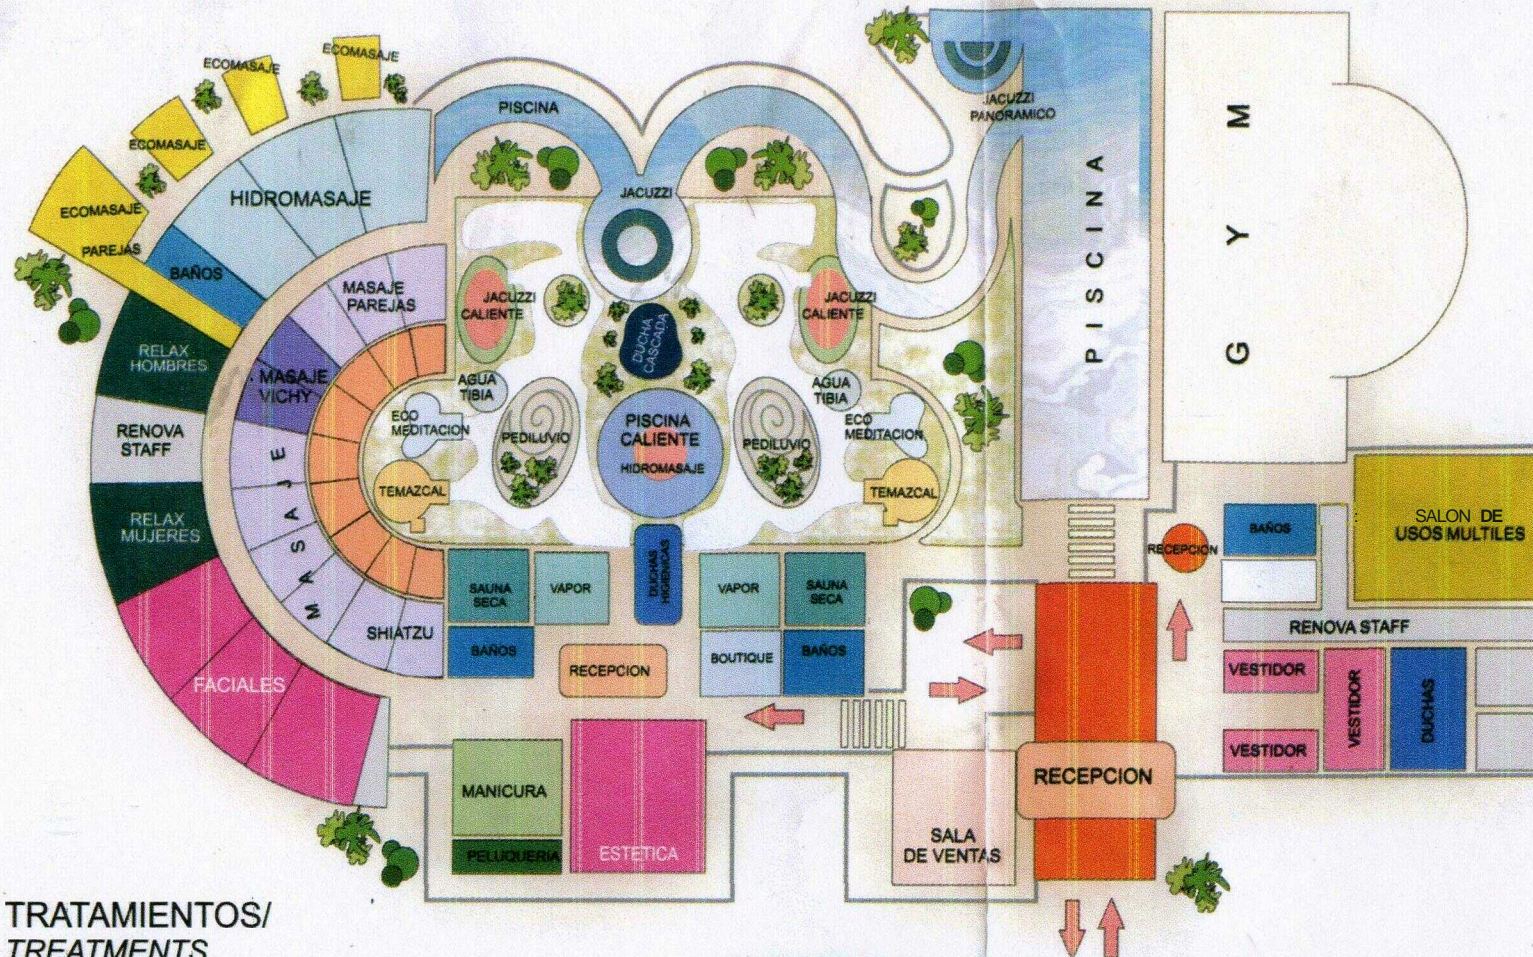 ECOMASAJE
ECOMASAJE
ECOMASAJE
ECOMASAJE
PAREJAS
HIDROMASAJE
BAÑOS
PISCINA
JACUZZI
JACUZZI
PANORAMICO
PISCINA
GYM
MASAJE
PAREJAS
JACUZZI
CALIENTE
DUCHA
CASCADA
JACUZZI
CALIENTE
RELAX
HOMBRES
MASAJE
VICHY
AGUA
TIBIA
AGUA
TIBIA
ECO
MEDITACION
PISCINA
CALIENTE
HIDROMASAJE
ECO
MEDITACION
RENOVA
STAFF
PEDILUVIO
PEDILUVIO
MASAJE
TEMAZCAL
TEMAZCAL
RELAX
MUJERES
BAÑOS
SALON DE
USOS MULTILES
RECEPCION
SAUNA
SECA
VAPOR
DUCHAS
HIGIENICAS
VAPOR
SAUNA
SECA
SHIATZU
BAÑOS
RECEPCION
BOUTIQUE
BAÑOS
RENOVA STAFF
VESTIDOR
VESTIDOR
DUCHAS
VESTIDOR
FACIALES
MANICURA
PELUQUERIA
ESTETICA
RECEPCION
SALA
DE VENTAS
TRATAMIENTOS/
TREATMENTS